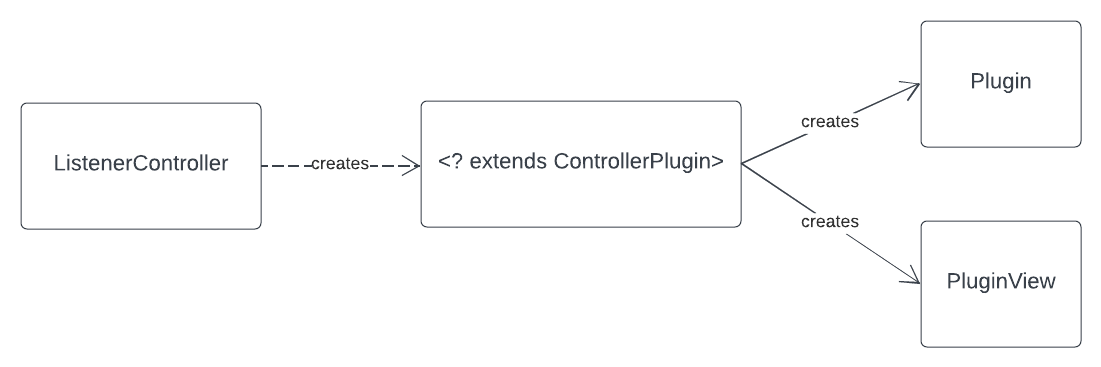 Plugin
creates
ListenerController
creates
<? extends ControllerPlugin>
creates
PluginView